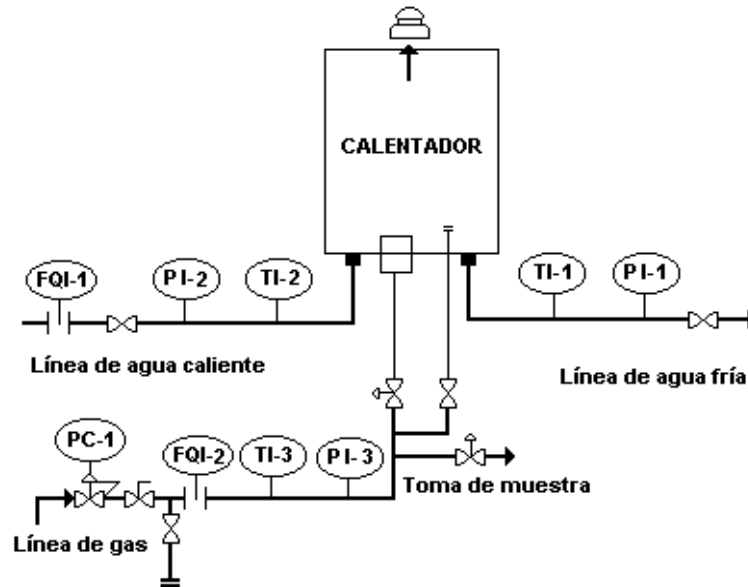 CALENTADOR
FQI-1
PI-2
TI-2
TI-1
PI-1
Línea de agua caliente
Línea de agua fría
PC-1
FQI-2
TI-3
PI-3
Toma de muestra
Línea de gas